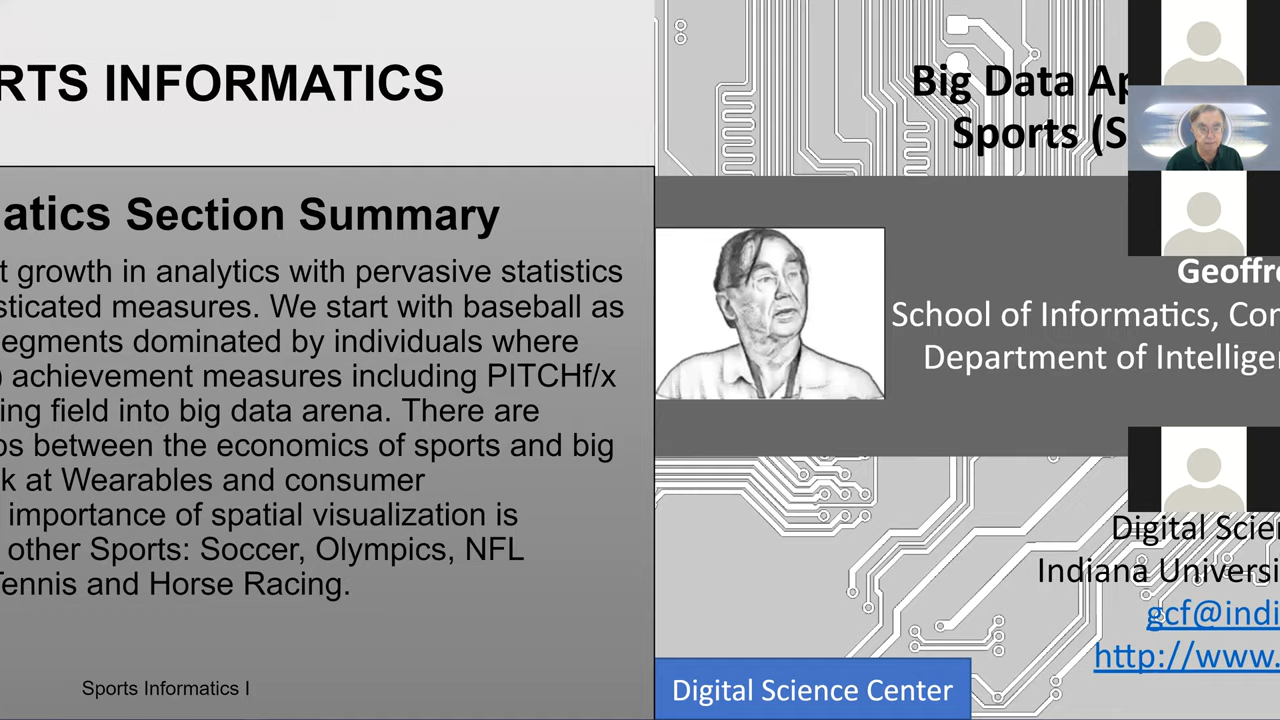 RTS INFORMATICS
atics Section Summary
t growth in analytics with pervasive statistics
sticated measures. We start with baseball as
egments dominated by individuals where
) achievement measures including PITCHf/x
ing field into big data arena. There are
os between the economics of sports and big
k at Wearables and consumer
importance of spatial visualization is
other Sports: Soccer, Olympics, NFL
Tennis and Horse Racing.
Sports Informatics I
Big Data Ap
Sports (S
Geoffre
School of Informatics, Con
Department of Intelliger
Digital Scien
Indiana Universi
gcf@indi
http://www.
Digital Science Center